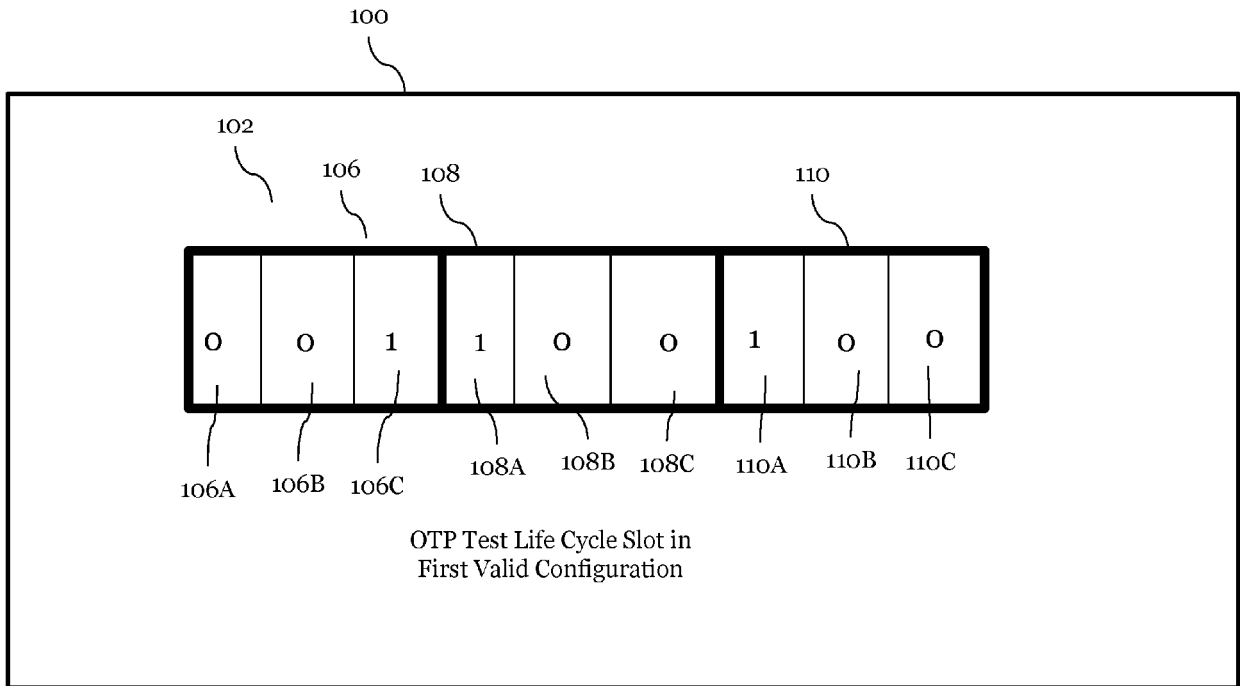 100
102
106 108 110
0 0 1 1 0 0 1 0 0
106A 106B 106C 108A 108B 108C 110A 110B 110C
OTP Test Life Cycle Slot in
First Valid Configuration